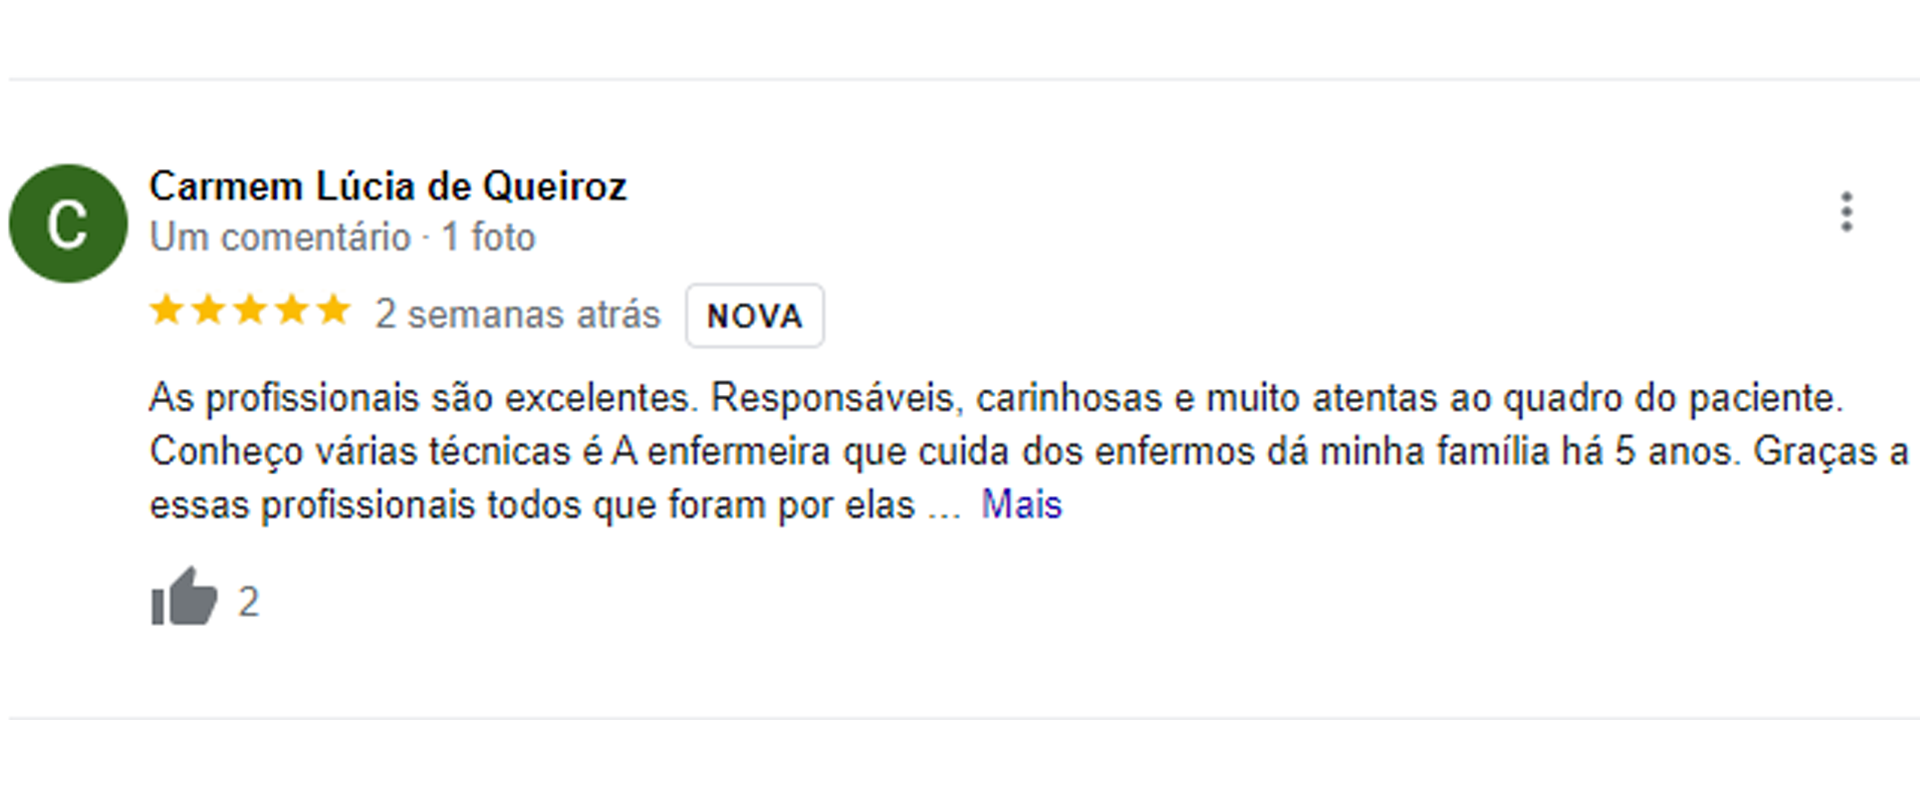 C
Carmem Lúcia de Queiroz
Um comentário · 1 foto
2 semanas atrás NOVA
As profissionais são excelentes. Responsáveis, carinhosas e muito atentas ao quadro do paciente.
Conheço várias técnicas é A enfermeira que cuida dos enfermos dá minha família há 5 anos. Graças a
essas profissionais todos que foram por elas ... Mais
2